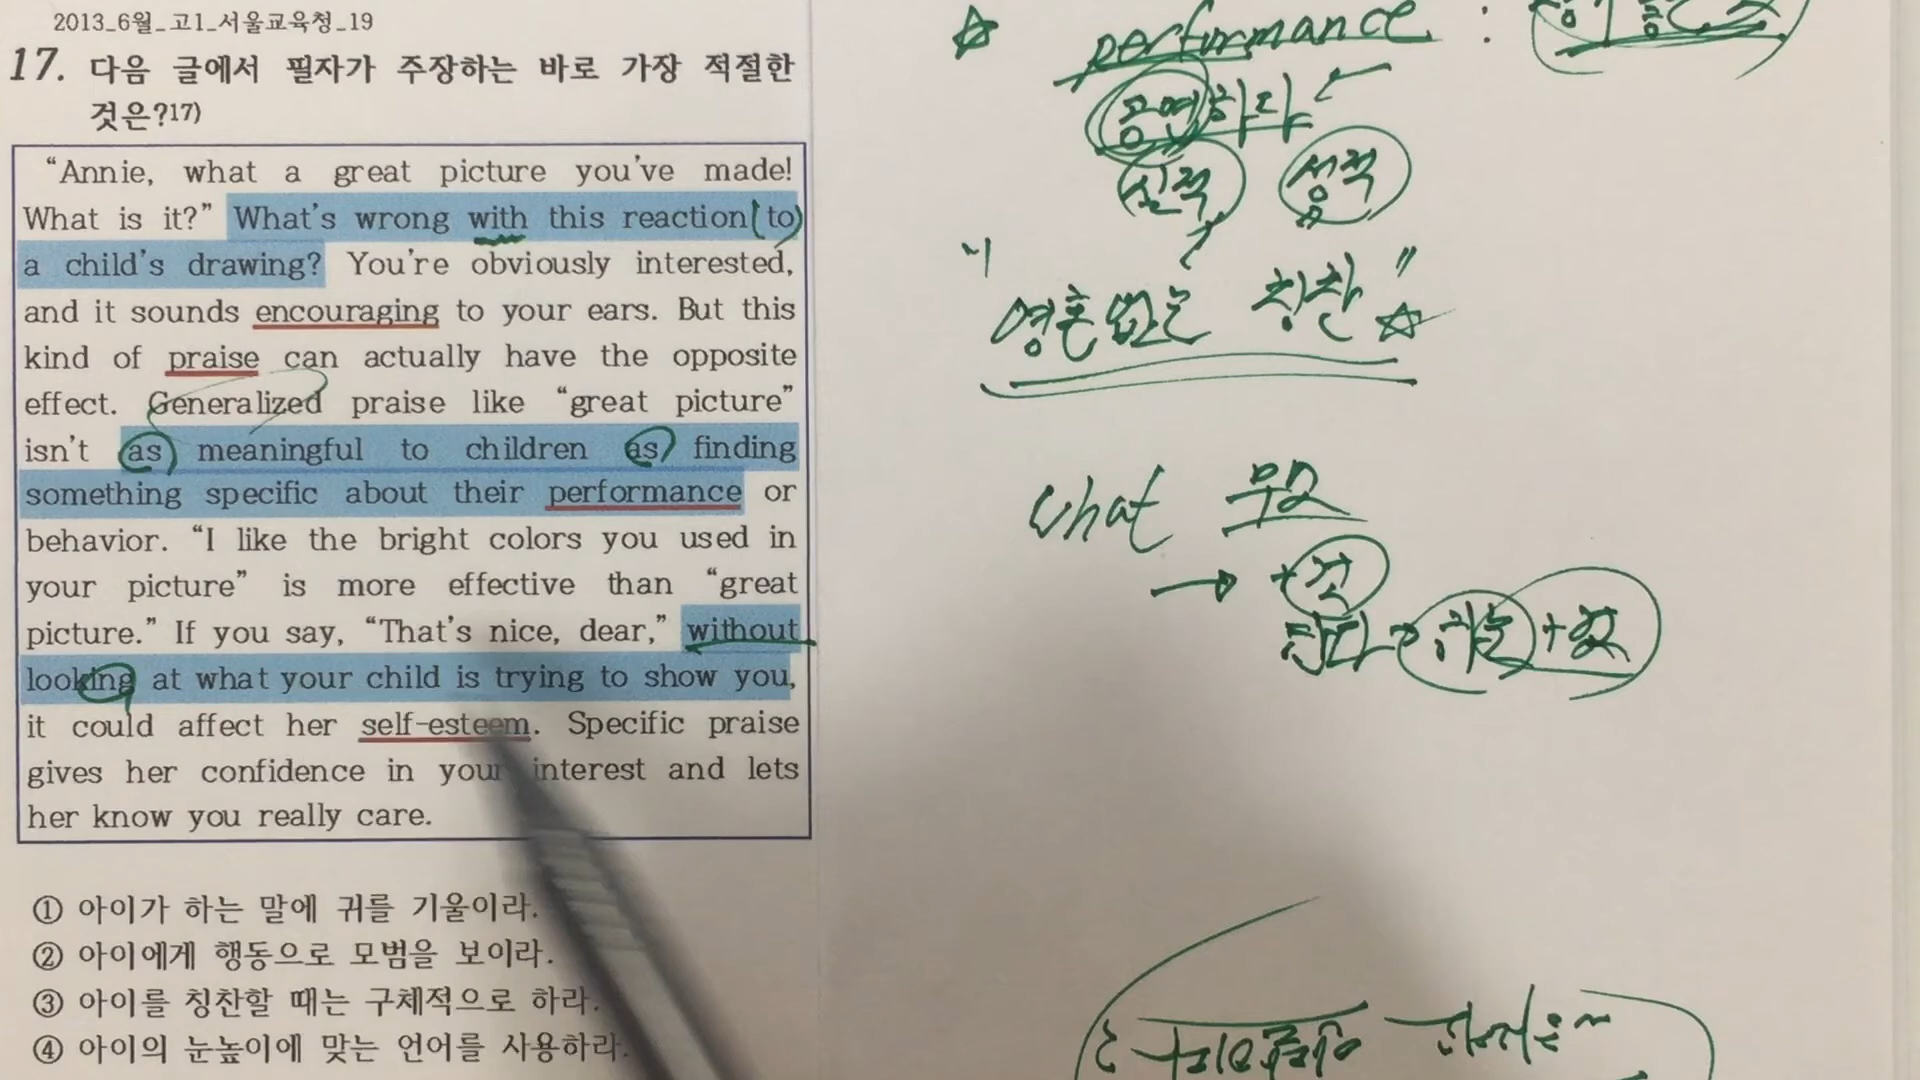 2013_6월_고1_서울교육청_19
17. 다음 글에서 필자가 주장하는 바로 가장 적절한
것은?17)
“Annie, what a great picture you've made!
What is it?” What's wrong with this reaction to
a child's drawing? You're obviously interested,
and it sounds encouraging to your ears. But this
kind of praise can actually have the opposite
effect. Generalized praise like “great picture”
isn't as meaningful to children as finding
something specific about their performance or
behavior. “I like the bright colors you used in
your picture” is more effective than “great
picture.” If you say, “That's nice, dear,” without
looking at what your child is trying to show you,
it could affect her self-esteem. Specific praise
gives her confidence in your interest and lets
her know you really care.
① 아이가 하는 말에 귀를 기울이라.
② 아이에게 행동으로 모범을 보이라.
③ 아이를 칭찬할 때는 구체적으로 하라.
④ 아이의 눈높이에 맞는 언어를 사용하라.
performance :
공연하다
실적 성적
"영혼없는 칭찬"
what 무엇
→ +것